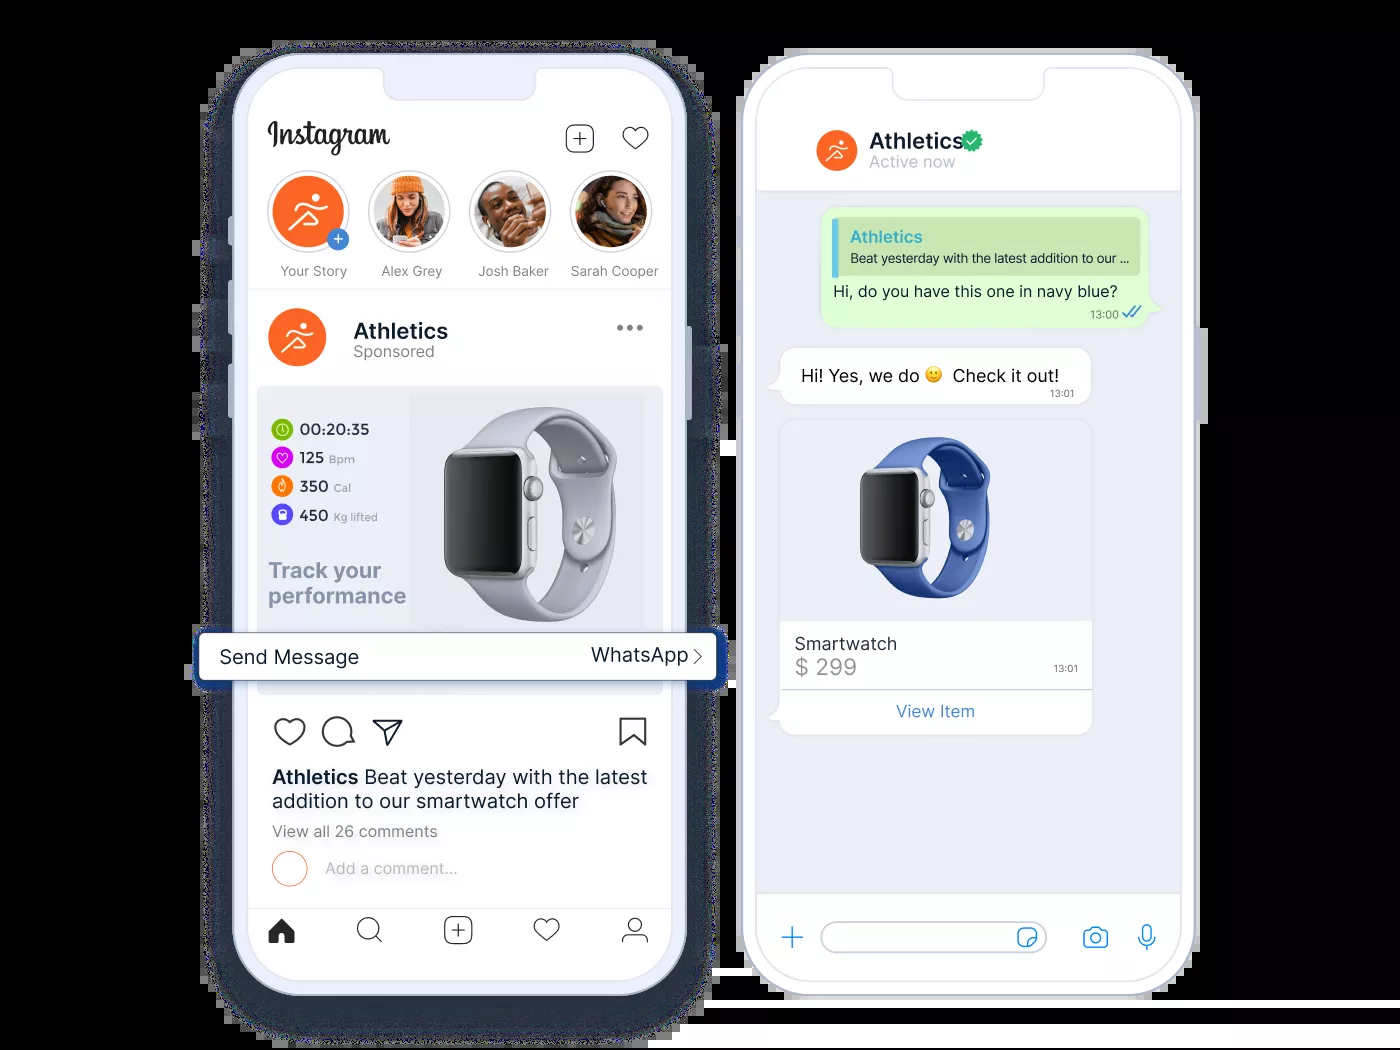 Instagram
Your Story
Alex Grey
Josh Baker
Sarah Cooper
Athletics
Sponsored
00:20:35
125 Bpm
350 Cal
450 Kg lifted
Track your
performance
Send Message
WhatsApp
Athletics Beat yesterday with the latest
addition to our smartwatch offer
View all 26 comments
Add a comment...
Athletics
Active now
Athletics
Beat yesterday with the latest addition to our ...
Hi, do you have this one in navy blue?
13:00
Hi! Yes, we do 🙂 Check it out!
13:01
Smartwatch
$ 299
13:01
View Item